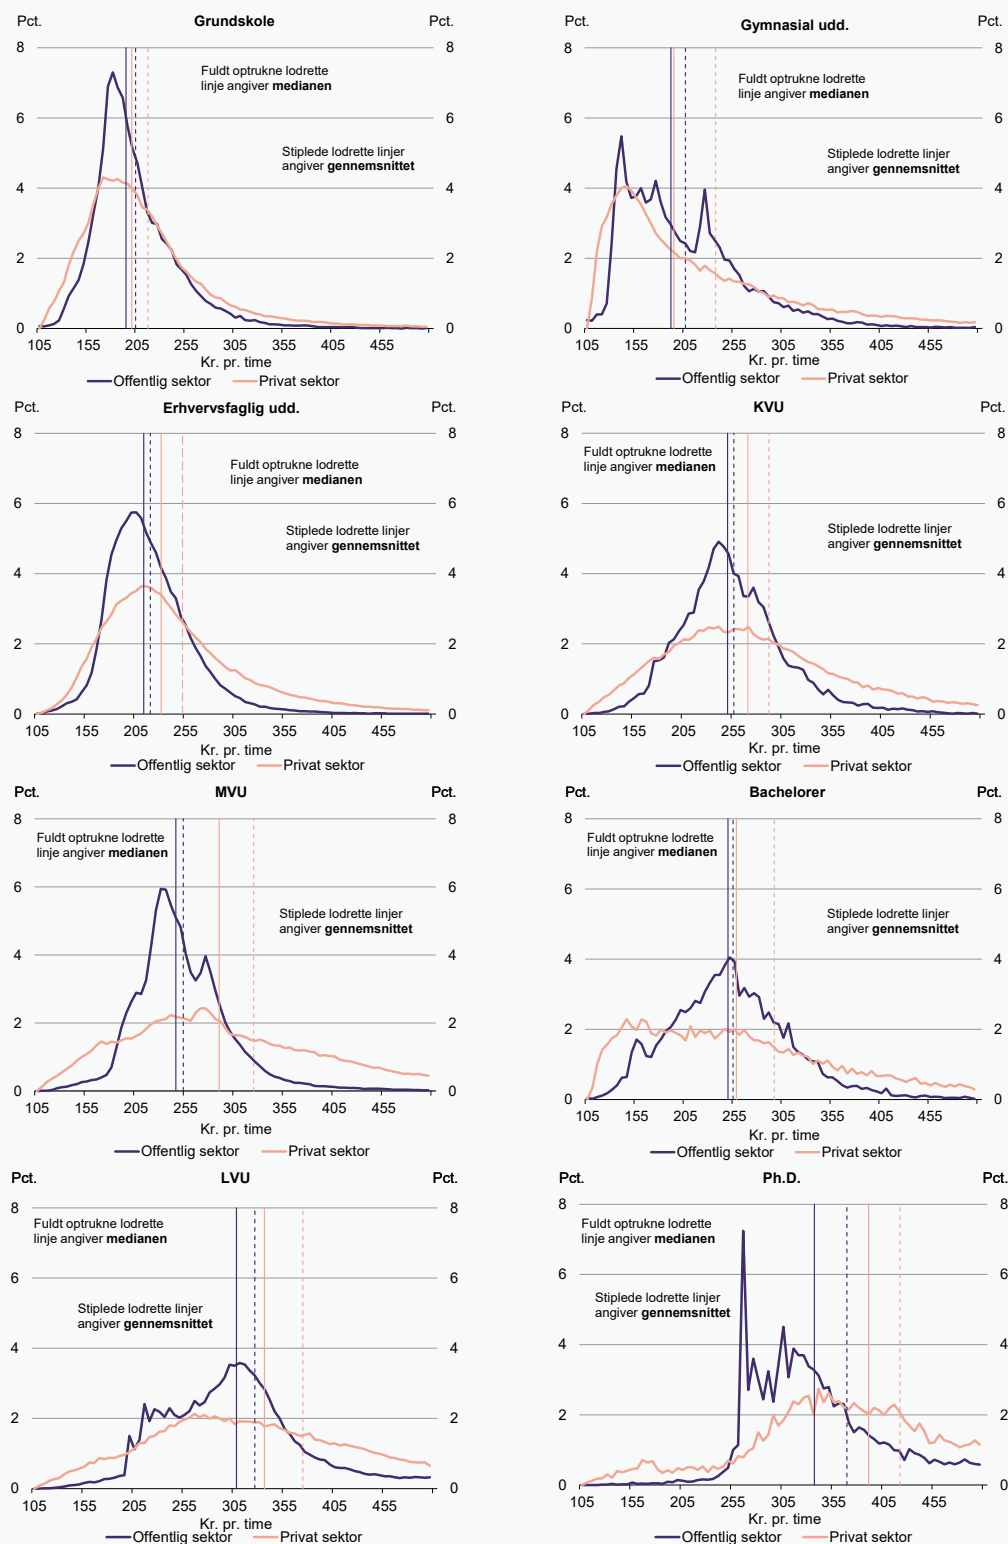 Pct.
Grundskole
Pct.
8
8
Fuldt optrukne lodrette
linje angiver medianen
6
6
Stiplede lodrette linjer
angiver gennemsnittet
4
4
2
2
0
0
105 155 205 255 305 355 405 455
Kr. pr. time
Offentlig sektor Privat sektor
Pct.
Gymnasial udd.
Pct.
8
8
Fuldt optrukne lodrette
linje angiver medianen
6
6
Stiplede lodrette linjer
angiver gennemsnittet
4
4
2
2
0
0
105 155 205 255 305 355 405 455
Kr. pr. time
Offentlig sektor Privat sektor
Pct.
Erhvervsfaglig udd.
Pct.
8
8
Fuldt optrukne lodrette
linje angiver medianen
6
6
Stiplede lodrette linjer
angiver gennemsnittet
4
4
2
2
0
0
105 155 205 255 305 355 405 455
Kr. pr. time
Offentlig sektor Privat sektor
Pct.
KVU
Pct.
8
8
Fuldt optrukne lodrette
linje angiver medianen
6
6
Stiplede lodrette linjer
angiver gennemsnittet
4
4
2
2
0
0
105 155 205 255 305 355 405 455
Kr. pr. time
Offentlig sektor Privat sektor
Pct.
MVU
Pct.
8
8
Fuldt optrukne lodrette
linje angiver medianen
6
6
Stiplede lodrette linjer
angiver gennemsnittet
4
4
2
2
0
0
105 155 205 255 305 355 405 455
Kr. pr. time
Offentlig sektor Privat sektor
Pct.
Bachelorer
Pct.
8
8
Fuldt optrukne lodrette
linje angiver medianen
6
6
Stiplede lodrette linjer
angiver gennemsnittet
4
4
2
2
0
0
105 155 205 255 305 355 405 455
Kr. pr. time
Offentlig sektor Privat sektor
Pct.
LVU
Pct.
8
8
Fuldt optrukne lodrette
linje angiver medianen
6
6
Stiplede lodrette linjer
angiver gennemsnittet
4
4
2
2
0
0
105 155 205 255 305 355 405 455
Kr. pr. time
Offentlig sektor Privat sektor
Pct.
Ph.D.
Pct.
8
8
Fuldt optrukne lodrette
linje angiver medianen
6
6
Stiplede lodrette linjer
angiver gennemsnittet
4
4
2
2
0
0
105 155 205 255 305 355 405 455
Kr. pr. time
Offentlig sektor Privat sektor